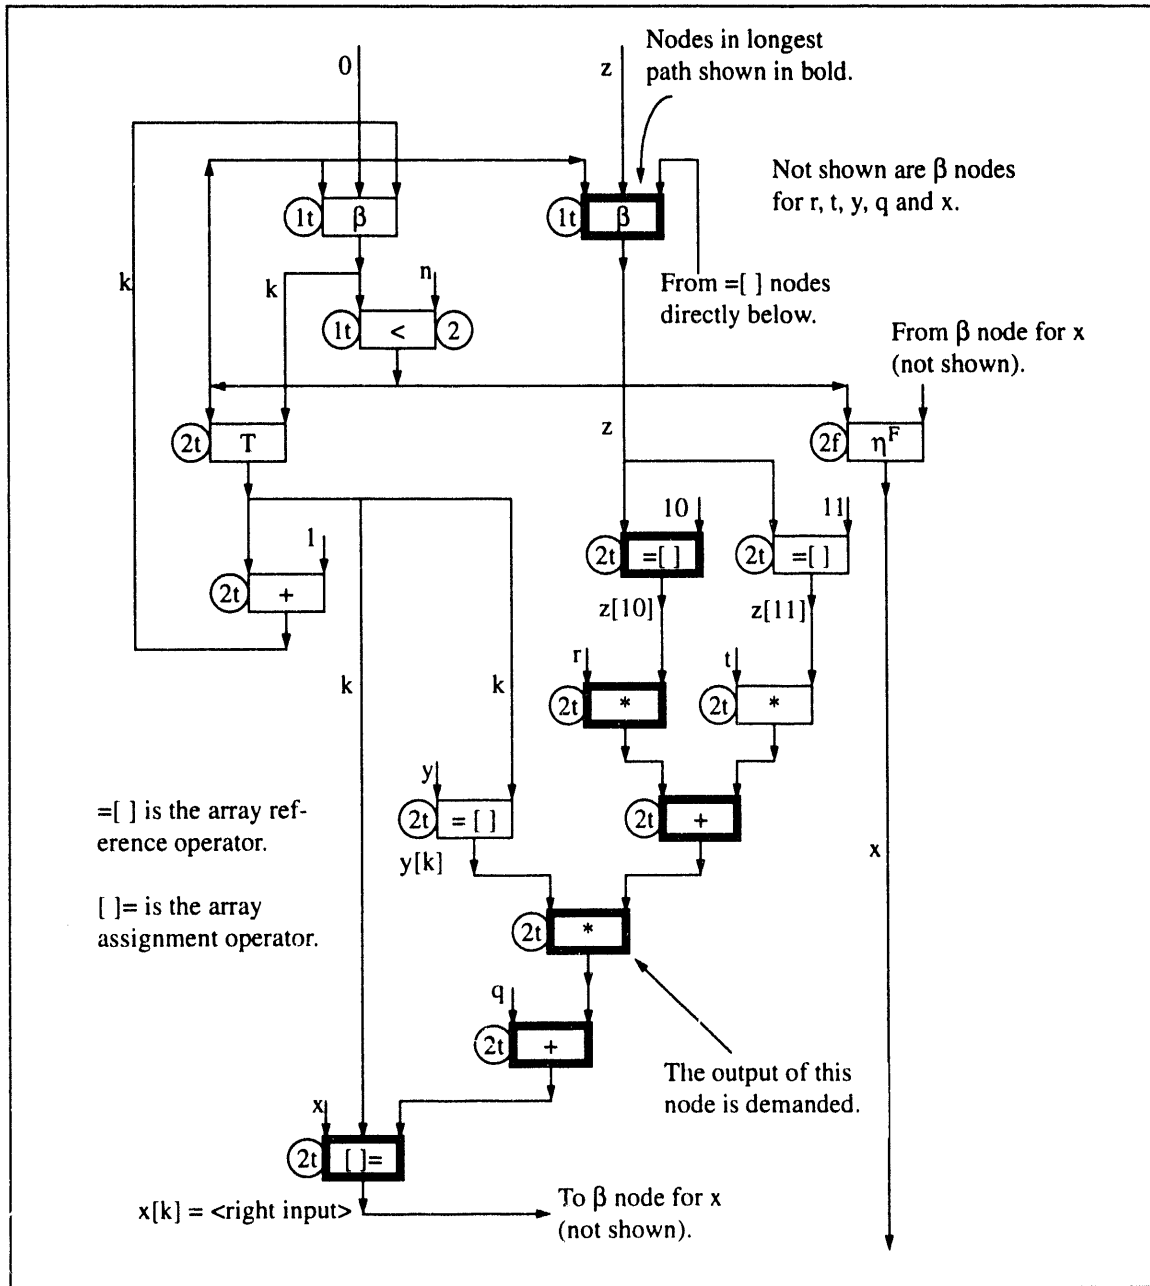 Nodes in longest
path shown in bold.
0
z
Not shown are β nodes
for r, t, y, q and x.
1t
β
1t
β
k
k
n
From =[ ] nodes
directly below.
1t
<
2
From β node for x
(not shown).
2t
T
z
2f
ηF
10
11
1
2t
=[ ]
2t
=[ ]
2t
+
z[10]
z[11]
r
t
k
k
2t
*
2t
*
y
=[ ] is the array ref-
erence operator.
2t
= [ ]
2t
+
y[k]
x
[ ]= is the array
assignment operator.
2t
*
q
2t
+
The output of this
node is demanded.
x
2t
[ ]=
x[k] = <right input>
To β node for x
(not shown).